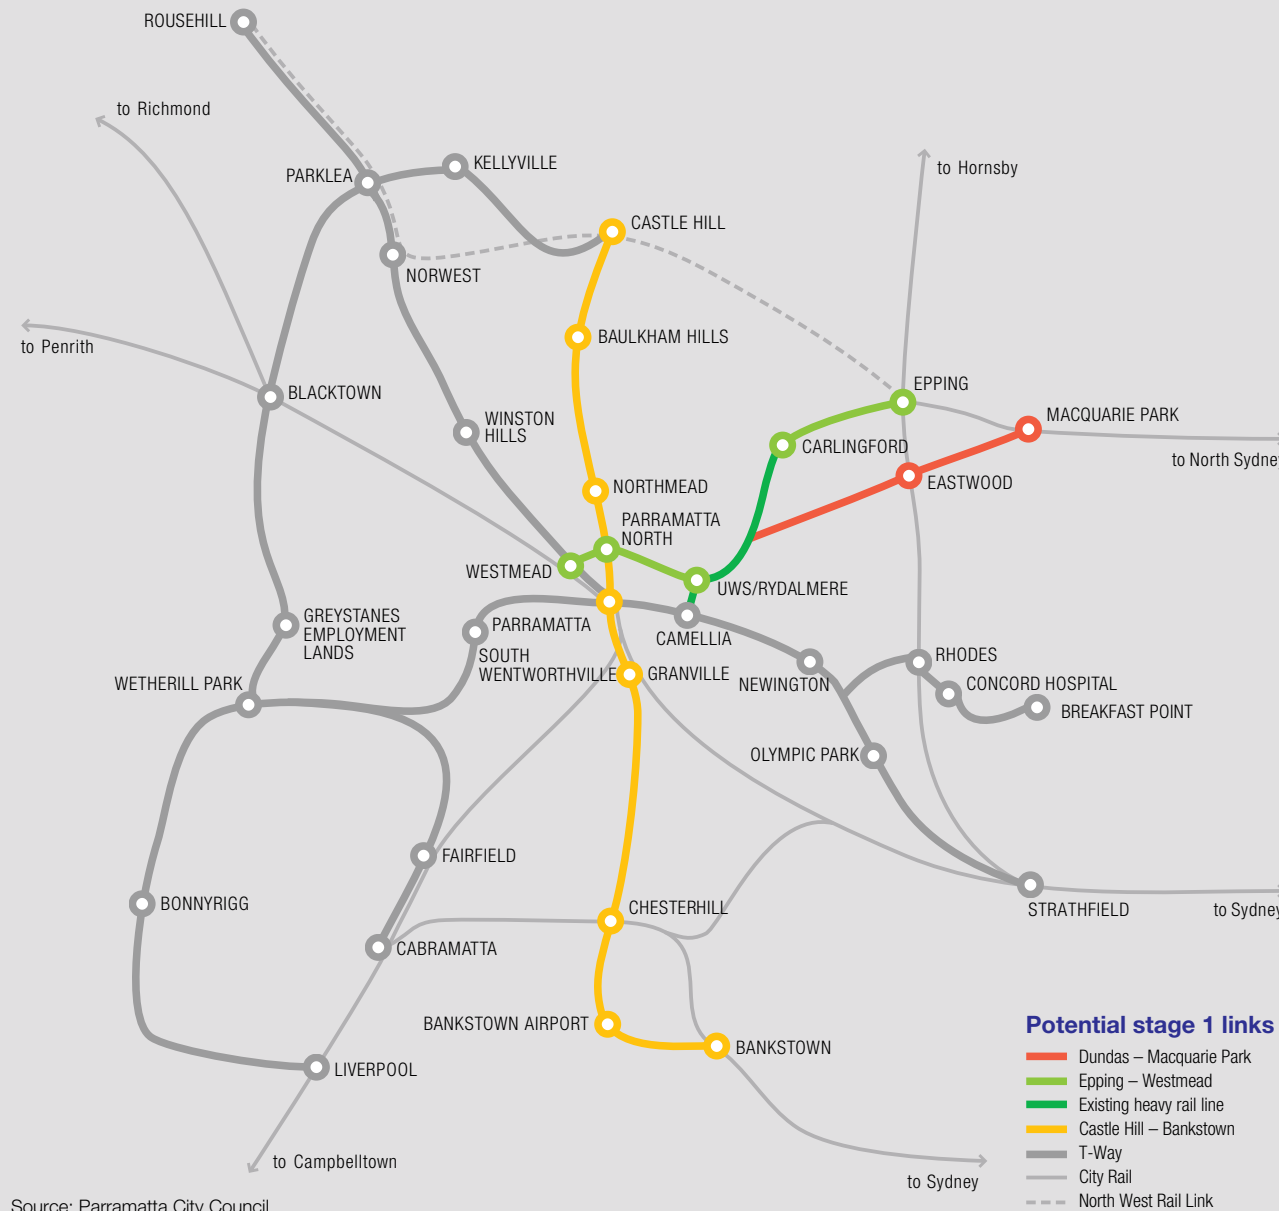 ROUSEHILL
to Richmond
to Hornsby
KELLYVILLE
PARKLEA
CASTLE HILL
NORWEST
BAULKHAM HILLS
to Penrith
EPPING
BLACKTOWN
MACQUARIE PARK
WINSTON
HILLS
CARLINGFORD
to North Sydney
EASTWOOD
NORTHMEAD
PARRAMATTA
NORTH
WESTMEAD
UWS/RYDALMERE
GREYSTANES
EMPLOYMENT
LANDS
PARRAMATTA
CAMELLIA
SOUTH
WENTWORTHVILLE
GRANVILLE
RHODES
WETHERILL PARK
NEWINGTON
CONCORD HOSPITAL
BREAKFAST POINT
OLYMPIC PARK
FAIRFIELD
BONNYRIGG
CHESTERHILL
STRATHFIELD
to Sydney
CABRAMATTA
BANKSTOWN AIRPORT
BANKSTOWN
LIVERPOOL
to Campbelltown
to Sydney
Potential stage 1 links
Dundas – Macquarie Park
Epping – Westmead
Existing heavy rail line
Castle Hill – Bankstown
T-Way
City Rail
North West Rail Link
Source: Parramatta City Council